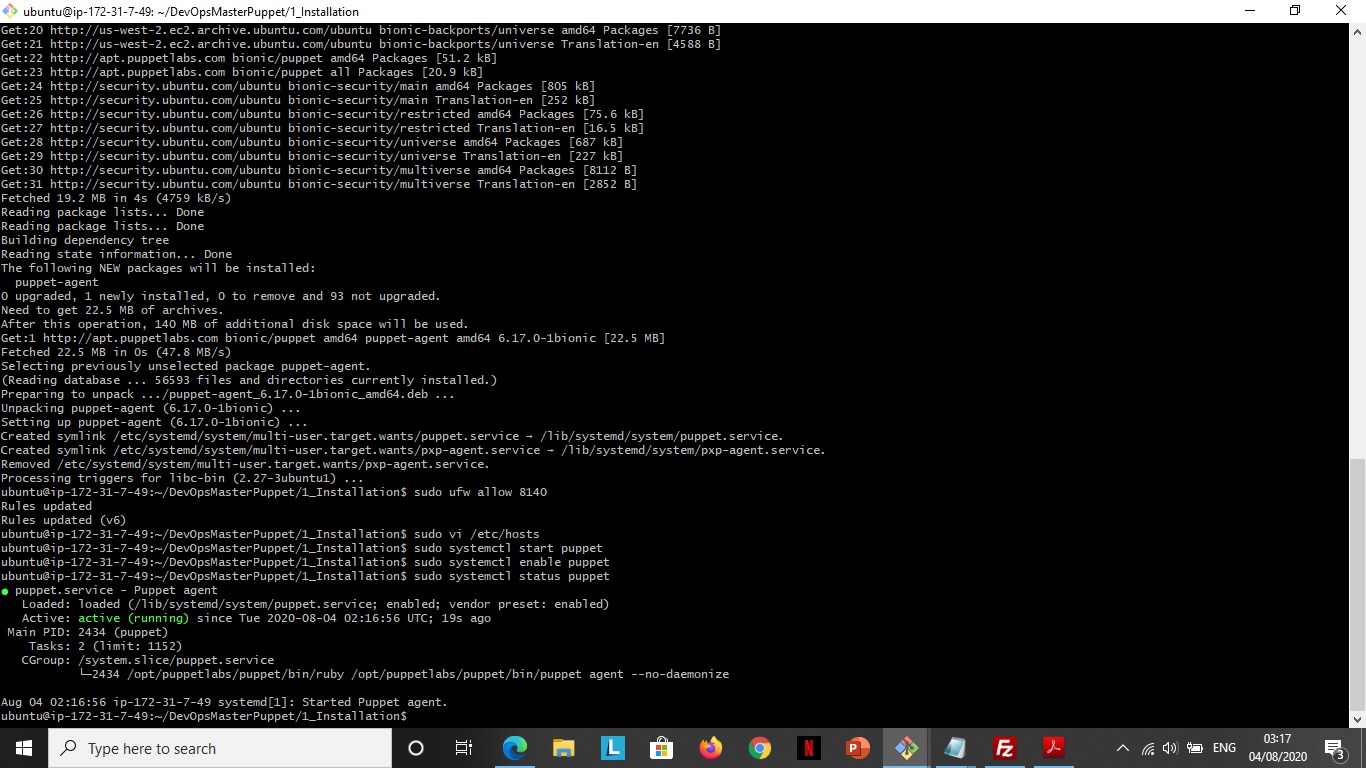 ubuntu@ip-172-31-7-49: ~/DevOpsMasterPuppet/1_Installation
Get:20 http://us-west-2.ec2.archive.ubuntu.com/ubuntu bionic-backports/universe amd64 Packages [7736 B]
Get:21 http://us-west-2.ec2.archive.ubuntu.com/ubuntu bionic-backports/universe Translation-en [4588 B]
Get:22 http://apt.puppetlabs.com bionic/puppet amd64 Packages [51.2 kB]
Get:23 http://apt.puppetlabs.com bionic/puppet all Packages [20.9 kB]
Get:24 http://security.ubuntu.com/ubuntu bionic-security/main amd64 Packages [805 kB]
Get:25 http://security.ubuntu.com/ubuntu bionic-security/main Translation-en [252 kB]
Get:26 http://security.ubuntu.com/ubuntu bionic-security/restricted amd64 Packages [75.6 kB]
Get:27 http://security.ubuntu.com/ubuntu bionic-security/restricted Translation-en [16.5 kB]
Get:28 http://security.ubuntu.com/ubuntu bionic-security/universe amd64 Packages [687 kB]
Get:29 http://security.ubuntu.com/ubuntu bionic-security/universe Translation-en [227 kB]
Get:30 http://security.ubuntu.com/ubuntu bionic-security/multiverse amd64 Packages [8112 B]
Get:31 http://security.ubuntu.com/ubuntu bionic-security/multiverse Translation-en [2852 B]
Fetched 19.2 MB in 4s (4759 kB/s)
Reading package lists... Done
Reading package lists... Done
Building dependency tree
Reading state information... Done
The following NEW packages will be installed:
  puppet-agent
0 upgraded, 1 newly installed, 0 to remove and 93 not upgraded.
Need to get 22.5 MB of archives.
After this operation, 140 MB of additional disk space will be used.
Get:1 http://apt.puppetlabs.com bionic/puppet amd64 puppet-agent amd64 6.17.0-1bionic [22.5 MB]
Fetched 22.5 MB in 0s (47.8 MB/s)
Selecting previously unselected package puppet-agent.
(Reading database ... 56593 files and directories currently installed.)
Preparing to unpack .../puppet-agent_6.17.0-1bionic_amd64.deb ...
Unpacking puppet-agent (6.17.0-1bionic) ...
Setting up puppet-agent (6.17.0-1bionic) ...
Created symlink /etc/systemd/system/multi-user.target.wants/puppet.service → /lib/systemd/system/puppet.service.
Created symlink /etc/systemd/system/multi-user.target.wants/pxp-agent.service → /lib/systemd/system/pxp-agent.service.
Removed /etc/systemd/system/multi-user.target.wants/pxp-agent.service.
Processing triggers for libc-bin (2.27-3ubuntu1) ...
ubuntu@ip-172-31-7-49:~/DevOpsMasterPuppet/1_Installation$ sudo ufw allow 8140
Rules updated
Rules updated (v6)
ubuntu@ip-172-31-7-49:~/DevOpsMasterPuppet/1_Installation$ sudo vi /etc/hosts
ubuntu@ip-172-31-7-49:~/DevOpsMasterPuppet/1_Installation$ sudo systemctl start puppet
ubuntu@ip-172-31-7-49:~/DevOpsMasterPuppet/1_Installation$ sudo systemctl enable puppet
ubuntu@ip-172-31-7-49:~/DevOpsMasterPuppet/1_Installation$ sudo systemctl status puppet
● puppet.service - Puppet agent
   Loaded: loaded (/lib/systemd/system/puppet.service; enabled; vendor preset: enabled)
   Active: active (running) since Tue 2020-08-04 02:16:56 UTC; 19s ago
 Main PID: 2434 (puppet)
    Tasks: 2 (limit: 1152)
   CGroup: /system.slice/puppet.service
           └─2434 /opt/puppetlabs/puppet/bin/ruby /opt/puppetlabs/puppet/bin/puppet agent --no-daemonize

Aug 04 02:16:56 ip-172-31-7-49 systemd[1]: Started Puppet agent.
ubuntu@ip-172-31-7-49:~/DevOpsMasterPuppet/1_Installation$
Type here to search
L
N
P
Fz
ENG
03:17
04/08/2020
3